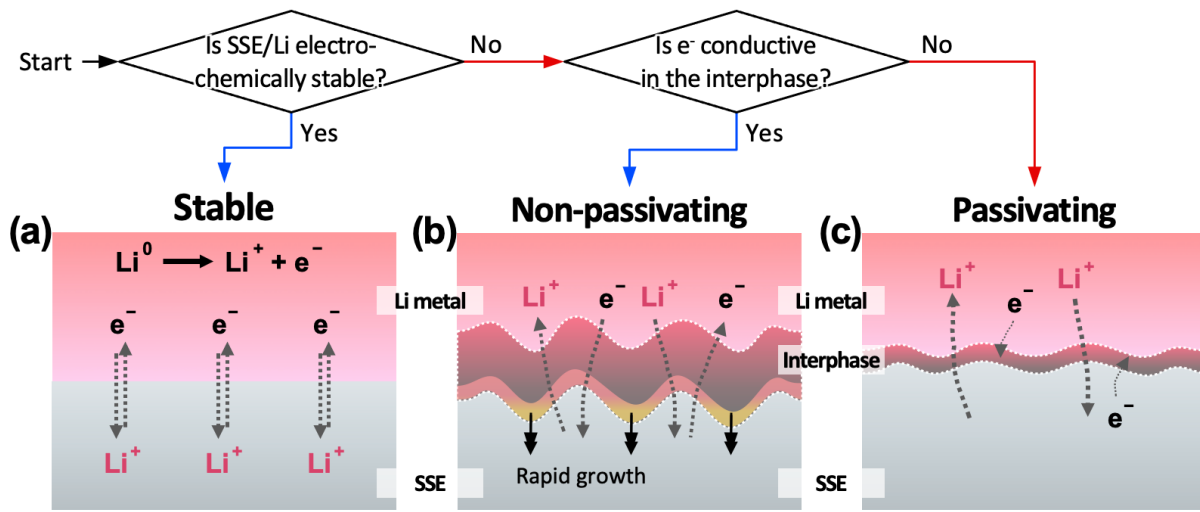 Start
Is SSE/Li electro-
chemically stable?
No
Is e⁻ conductive
in the interphase?
No
Yes
Yes
Stable
Non-passivating
Passivating
(a)
(b)
(c)
Li⁰ → Li⁺ + e⁻
e⁻ e⁻ e⁻
Li⁺ Li⁺ Li⁺
Li metal
Li⁺ e⁻ Li⁺ e⁻
Rapid growth
SSE
Li metal
Interphase
SSE
Li⁺ Li⁺
e⁻
e⁻